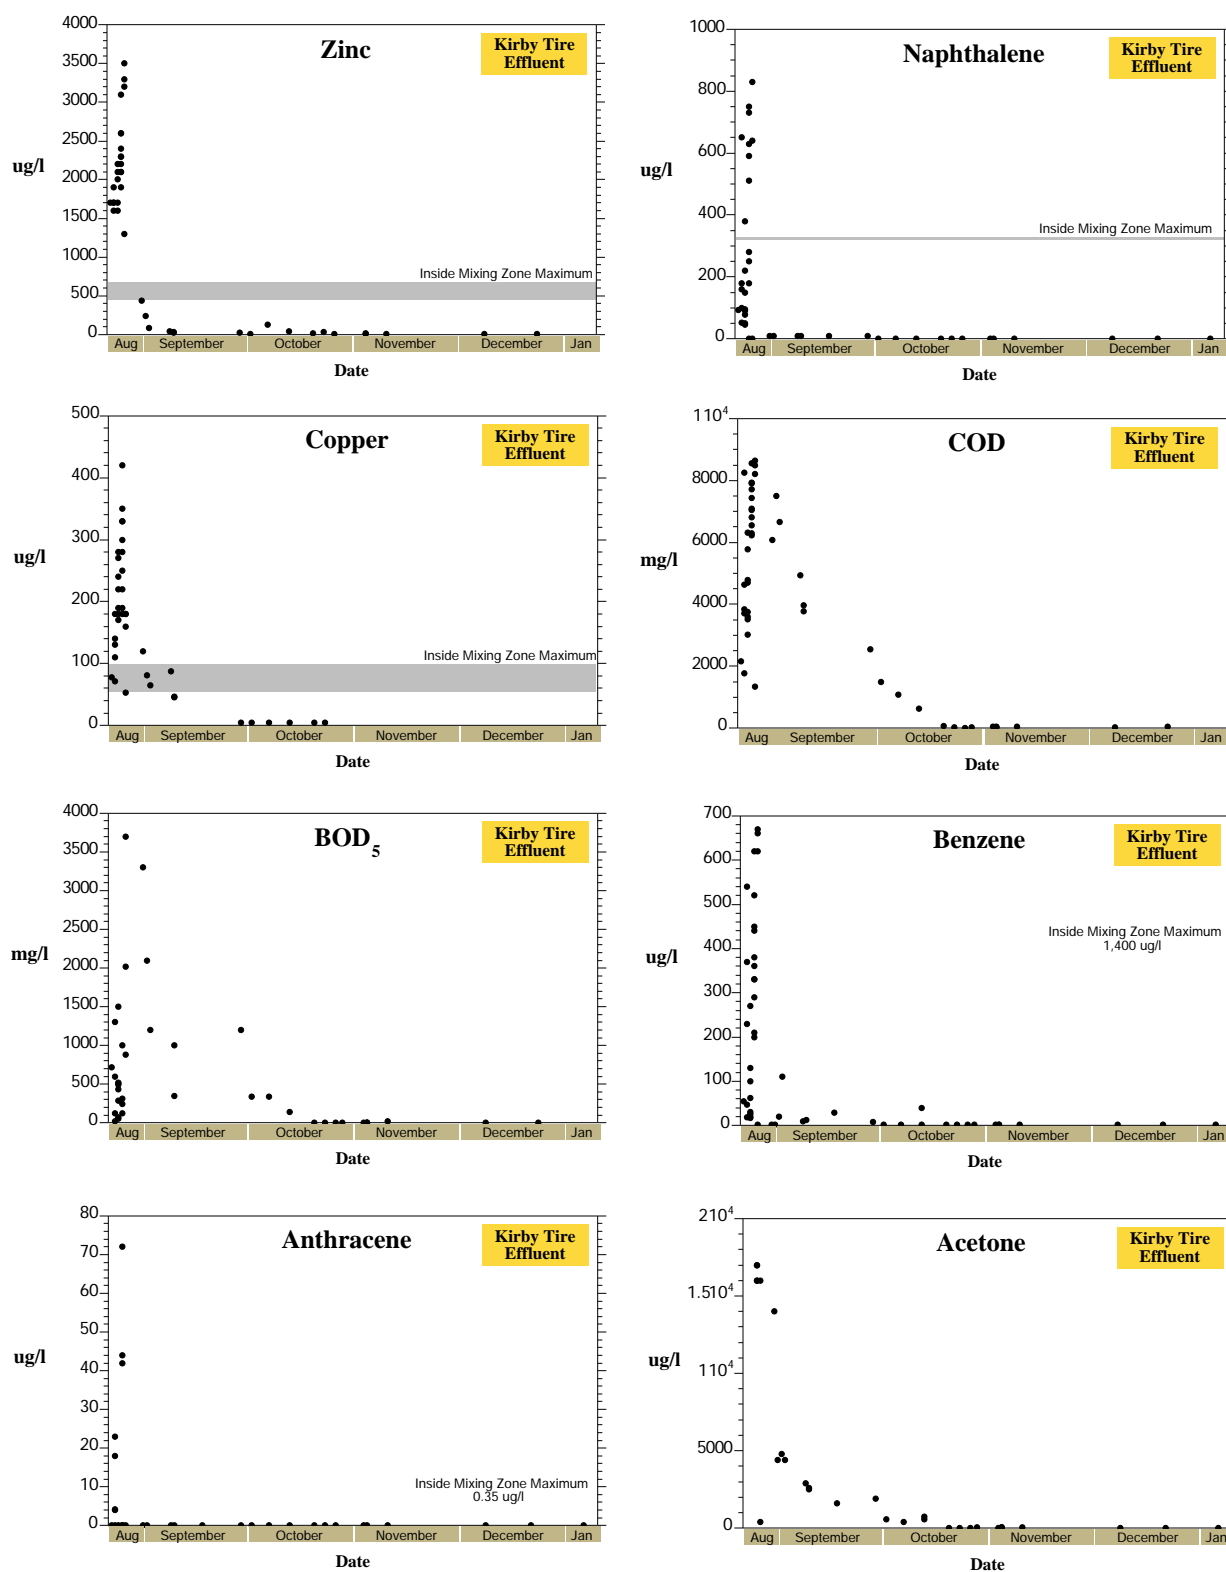 Zinc
Kirby Tire
Effluent
ug/l
4000
3500
3000
2500
2000
1500
1000
500
0
Inside Mixing Zone Maximum
Aug September October November December Jan
Date
Naphthalene
Kirby Tire
Effluent
ug/l
1000
800
600
400
200
0
Inside Mixing Zone Maximum
Aug September October November December Jan
Date
Copper
Kirby Tire
Effluent
ug/l
500
400
300
200
100
0
Inside Mixing Zone Maximum
Aug September October November December Jan
Date
COD
Kirby Tire
Effluent
mg/l
110⁴
8000
6000
4000
2000
0
Aug September October November December Jan
Date
BOD₅
Kirby Tire
Effluent
mg/l
4000
3500
3000
2500
2000
1500
1000
500
0
Aug September October November December Jan
Date
Benzene
Kirby Tire
Effluent
ug/l
700
600
500
400
300
200
100
0
Inside Mixing Zone Maximum
1,400 ug/l
Aug September October November December Jan
Date
Anthracene
Kirby Tire
Effluent
ug/l
80
70
60
50
40
30
20
10
0
Inside Mixing Zone Maximum
0.35 ug/l
Aug September October November December Jan
Date
Acetone
Kirby Tire
Effluent
ug/l
210⁴
1.510⁴
110⁴
5000
0
Aug September October November December Jan
Date